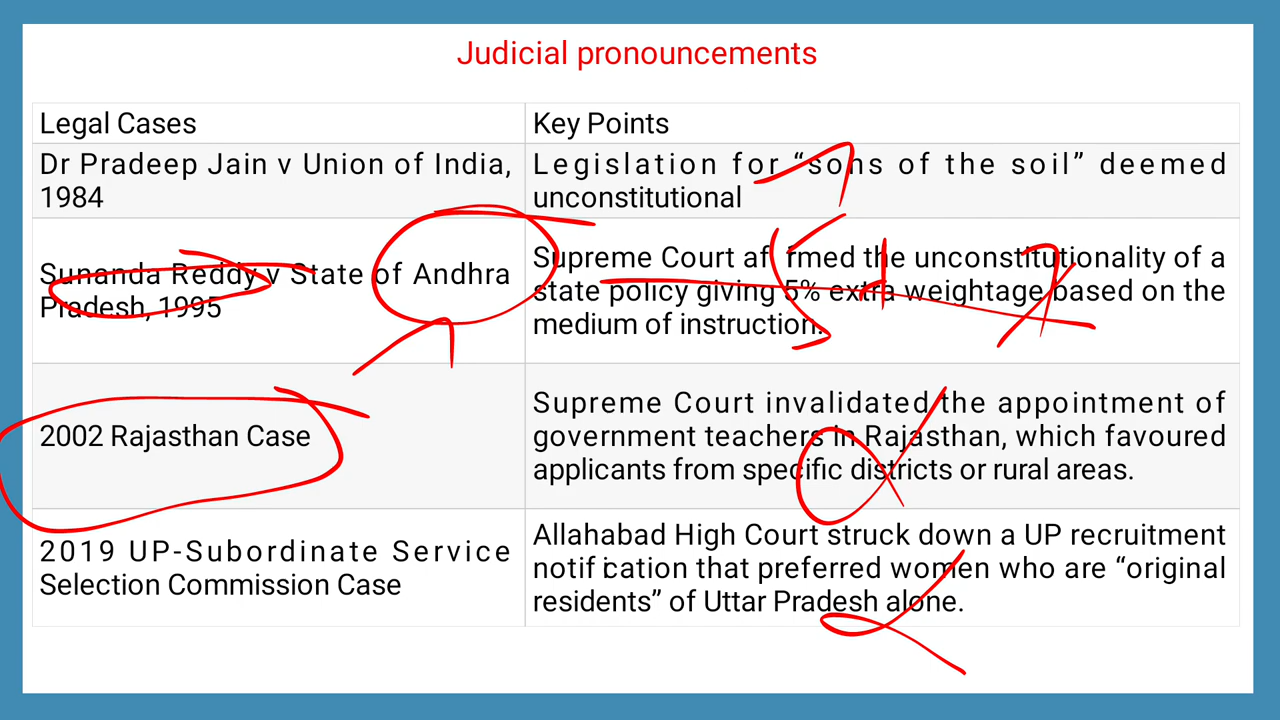 Judicial pronouncements
Legal Cases
Key Points
Dr Pradeep Jain v Union of India,
1984
Legislation for “sons of the soil” deemed
unconstitutional
Sunanda Reddy v State of Andhra
Pradesh, 1995
Supreme Court af firmed the unconstitutionality of a
state policy giving 5% extra weightage based on the
medium of instruction.
2002 Rajasthan Case
Supreme Court invalidated the appointment of
government teachers in Rajasthan, which favoured
applicants from specific districts or rural areas.
2019 UP-Subordinate Service
Selection Commission Case
Allahabad High Court struck down a UP recruitment
notif ication that preferred women who are “original
residents” of Uttar Pradesh alone.